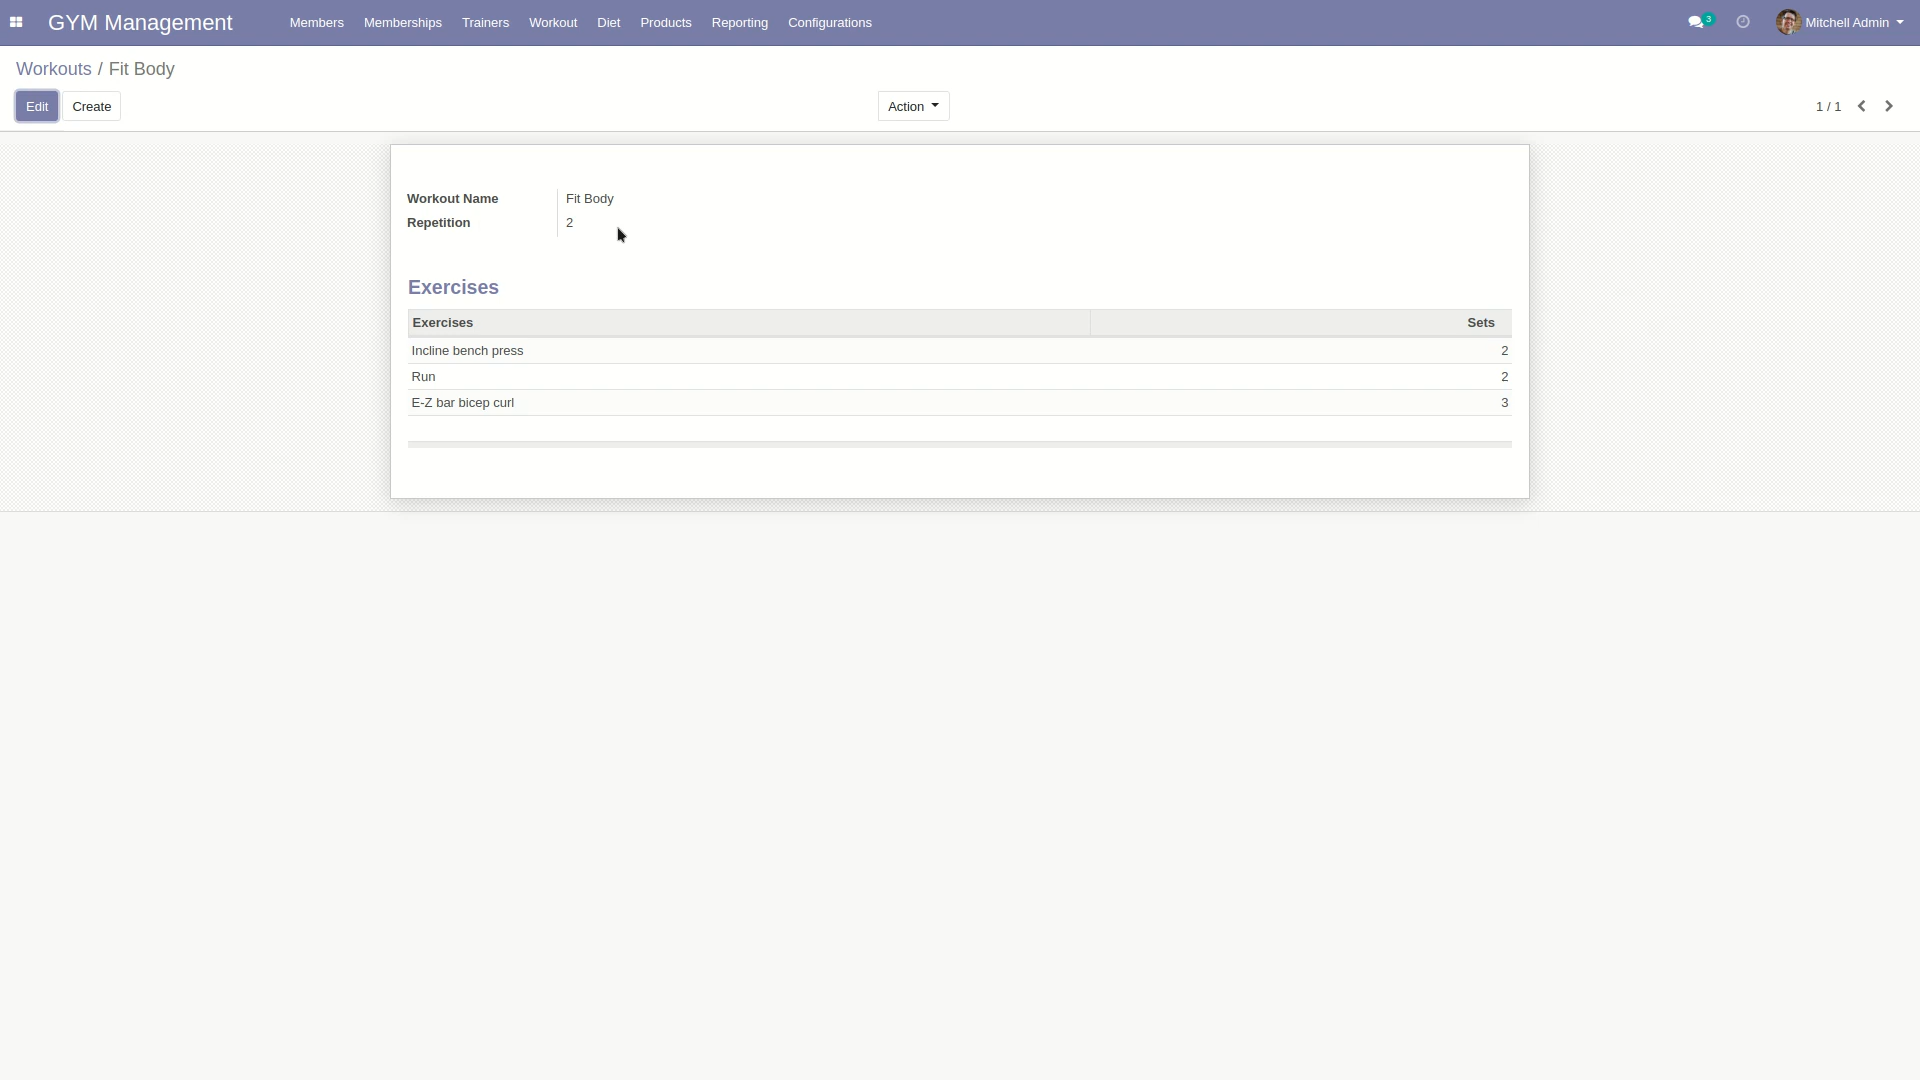 GYM Management Members Memberships Trainers Workout Diet Products Reporting Configurations 3 Mitchell Admin
Workouts / Fit Body
Edit Create Action 1 / 1
Workout Name Fit Body
Repetition 2
Exercises
Exercises Sets
Incline bench press 2
Run 2
E-Z bar bicep curl 3